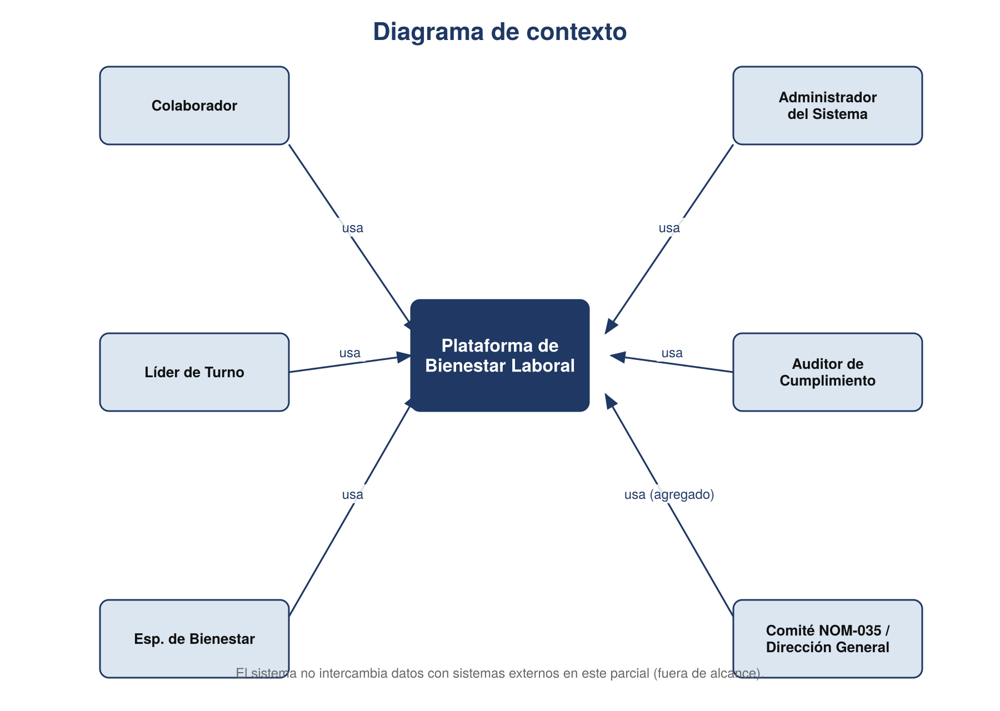 Diagrama de contexto
Colaborador
Administrador
del Sistema
usa
usa
Plataforma de
Bienestar Laboral
usa
usa
Líder de Turno
Auditor de
Cumplimiento
usa
usa (agregado)
Esp. de Bienestar
Comité NOM-035 /
Dirección General
El sistema no intercambia datos con sistemas externos en este parcial (fuera de alcance).